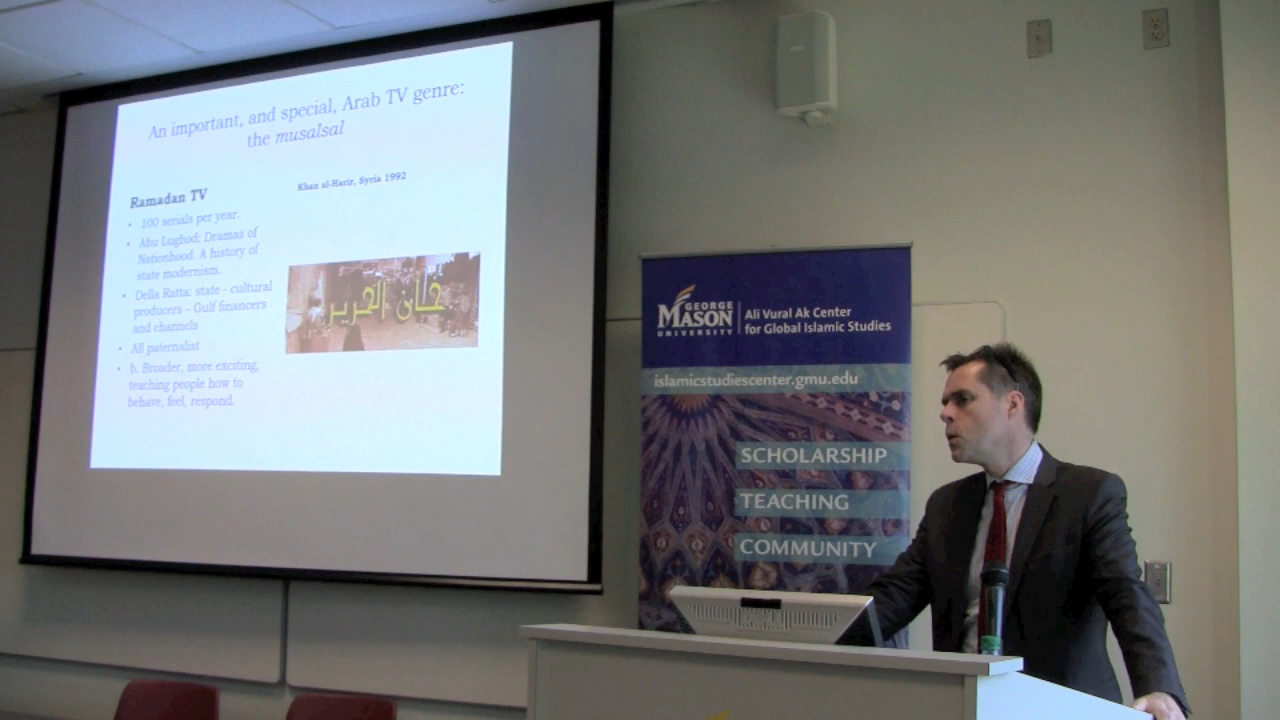 An important, and special, Arab TV genre:
the musalsal
Ramadan TV
• 100 serials per year.
• Abu Lughod: Dramas of
Nationhood. A history of
state modernism.
• Della Ratta: state - cultural
producers – Gulf financers
and channels
• All paternalist
• b. Broader, more exciting,
teaching people how to
behave, feel, respond.
Khan al-Harir, Syria 1992
خان الحرير
GEORGE
MASON
UNIVERSITY
Ali Vural Ak Center
for Global Islamic Studies
islamicstudiescenter.gmu.edu
SCHOLARSHIP
TEACHING
COMMUNITY